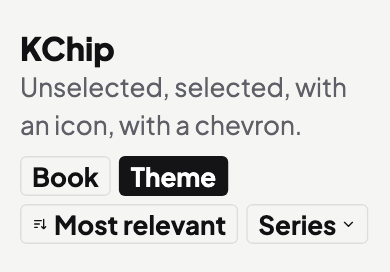 KChip
Unselected, selected, with
an icon, with a chevron.
Book Theme
Most relevant Series